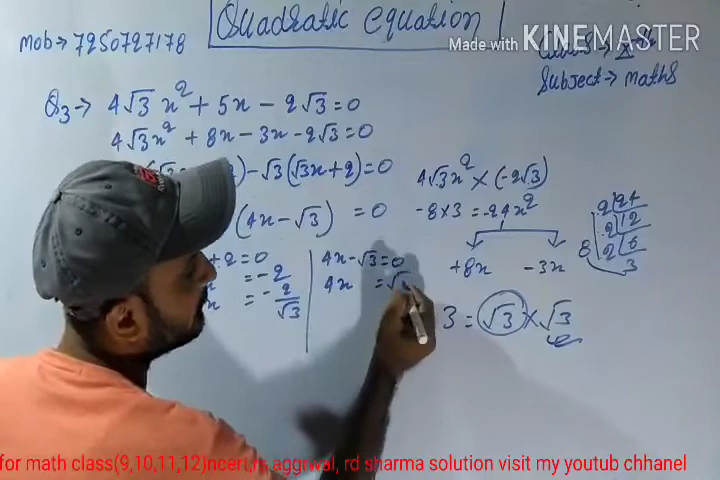 Quadratic equation
Mob → 7250727178
Made with KINEMASTER
Subject → Maths
Q3 → 4√3 x² + 5x - 2√3 = 0
4√3x² + 8x - 3x - 2√3 = 0
- √3(√3x + 2) = 0
(4x - √3) = 0
+ 2 = 0
= -2
x = -2/√3
4x - √3 = 0
4x = √
4√3x² × (-2√3)
-8 × 3 = -24x²
+8x -3x
3 = √3 × √3
2 24
2 12
2 6
3
8
for math class(9,10,11,12)ncert, aggrwal, rd sharma solution visit my youtub chhanel